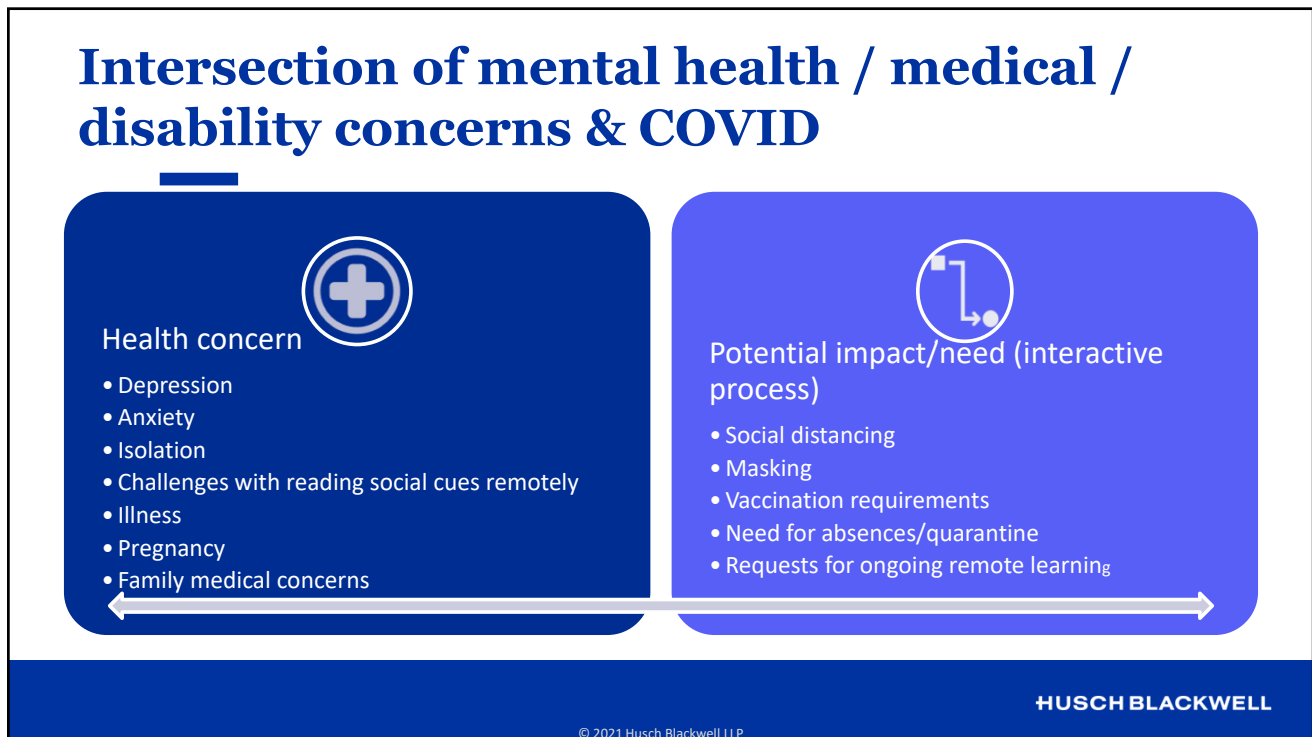 Intersection of mental health / medical /
disability concerns & COVID
Health concern
• Depression
• Anxiety
• Isolation
• Challenges with reading social cues remotely
• Illness
• Pregnancy
• Family medical concerns
Potential impact/need (interactive
process)
• Social distancing
• Masking
• Vaccination requirements
• Need for absences/quarantine
• Requests for ongoing remote learning
HUSCH BLACKWELL
© 2021 Husch Blackwell LLP